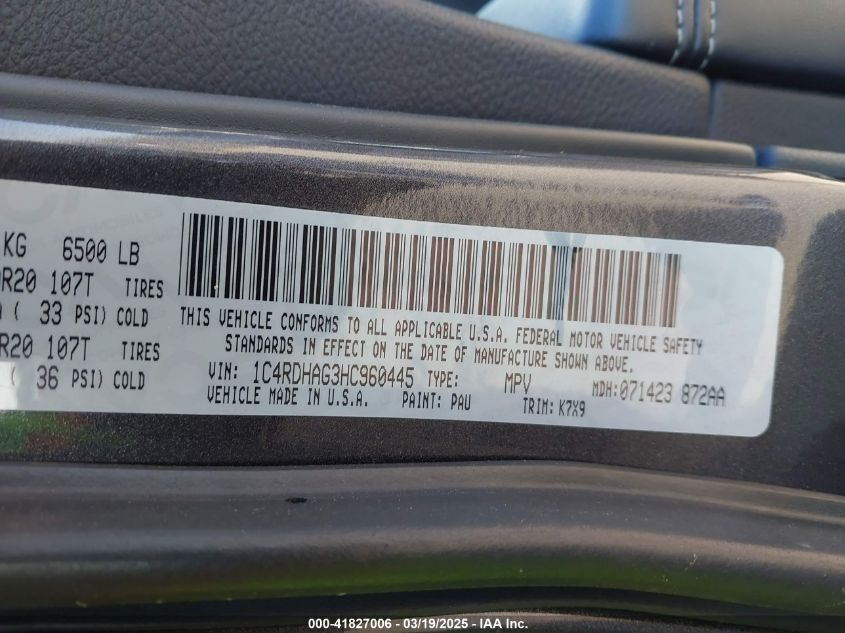 KG 6500 LB
R20 107T TIRES
( 33 PSI) COLD
R20 107T TIRES
( 36 PSI) COLD
THIS VEHICLE CONFORMS TO ALL APPLICABLE U.S.A. FEDERAL MOTOR VEHICLE SAFETY
STANDARDS IN EFFECT ON THE DATE OF MANUFACTURE SHOWN ABOVE.
VIN: 1C4RDHAG3HC960445 TYPE: MPV MDH:071423 872AA
VEHICLE MADE IN U.S.A. PAINT: PAU TRIM: K7X9
000-41827006 - 03/19/2025 - IAA Inc.